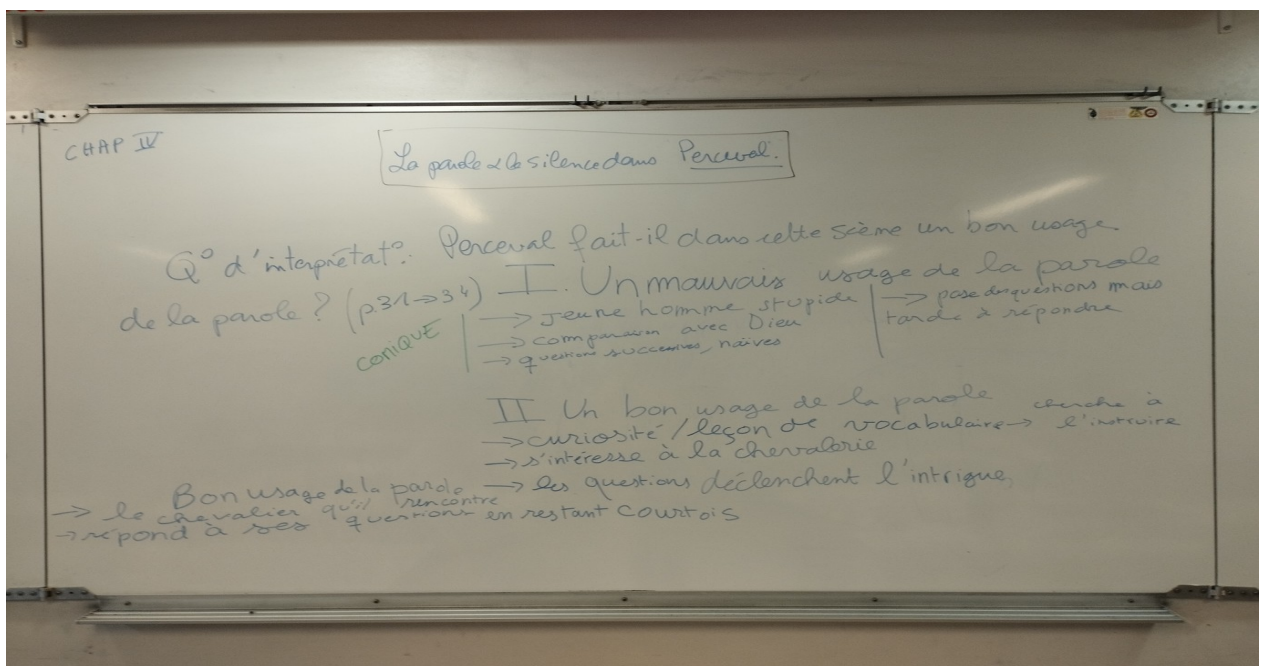 CHAP IV
La parole & le silence dans Perceval.
Q° d'interprétat°: Perceval fait-il dans cette scène un bon usage
de la parole? (p.31→34)
I. Un mauvais usage de la parole
COMIQUE
→ jeune homme stupide
→ comparaison avec Dieu
→ questions successives, naïves
→ pose des questions mais
tarde à répondre
II Un bon usage de la parole
→ curiosité/leçon de vocabulaire → cherche à
s'instruire
→ s'intéresse à la chevalerie
→ les questions déclenchent l'intrigue,
Bon usage de la parole
→ le chevalier qu'il rencontre
→ répond à ses questions en restant courtois